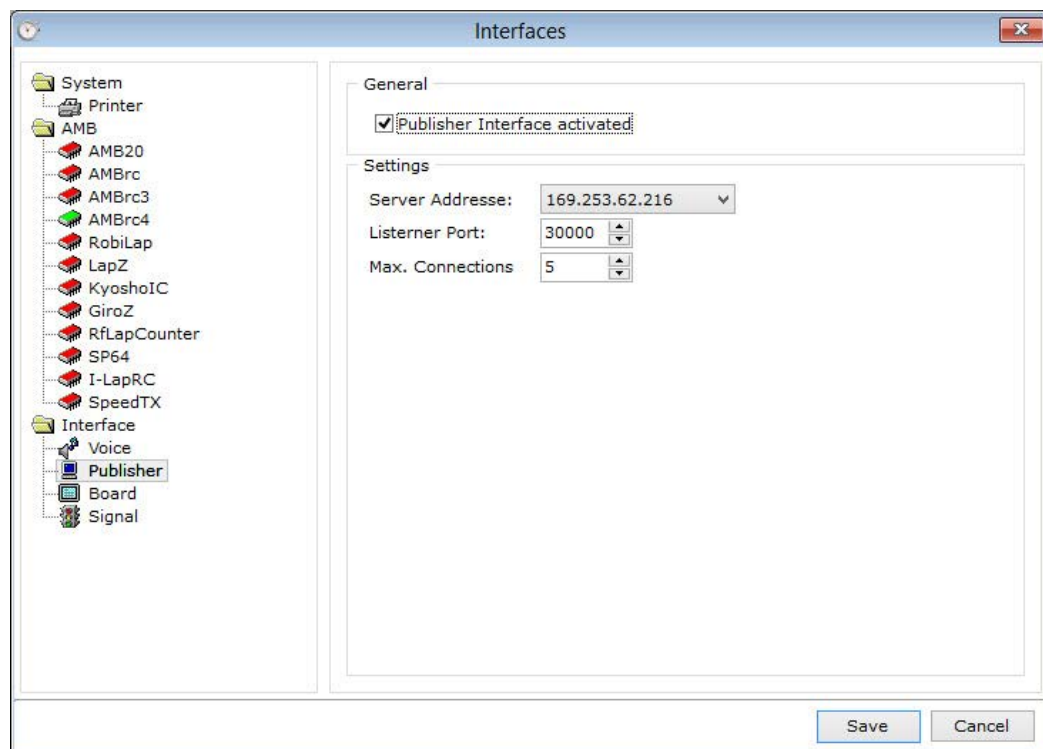 Interfaces
System
Printer
AMB
AMB20
AMBrc
AMBrc3
AMBrc4
RobiLap
LapZ
KyoshoIC
GiroZ
RfLapCounter
SP64
I-LapRC
SpeedTX
Interface
Voice
Publisher
Board
Signal
General
Publisher Interface activated
Settings
Server Addresse: 169.253.62.216
Listerner Port: 30000
Max. Connections 5
Save Cancel